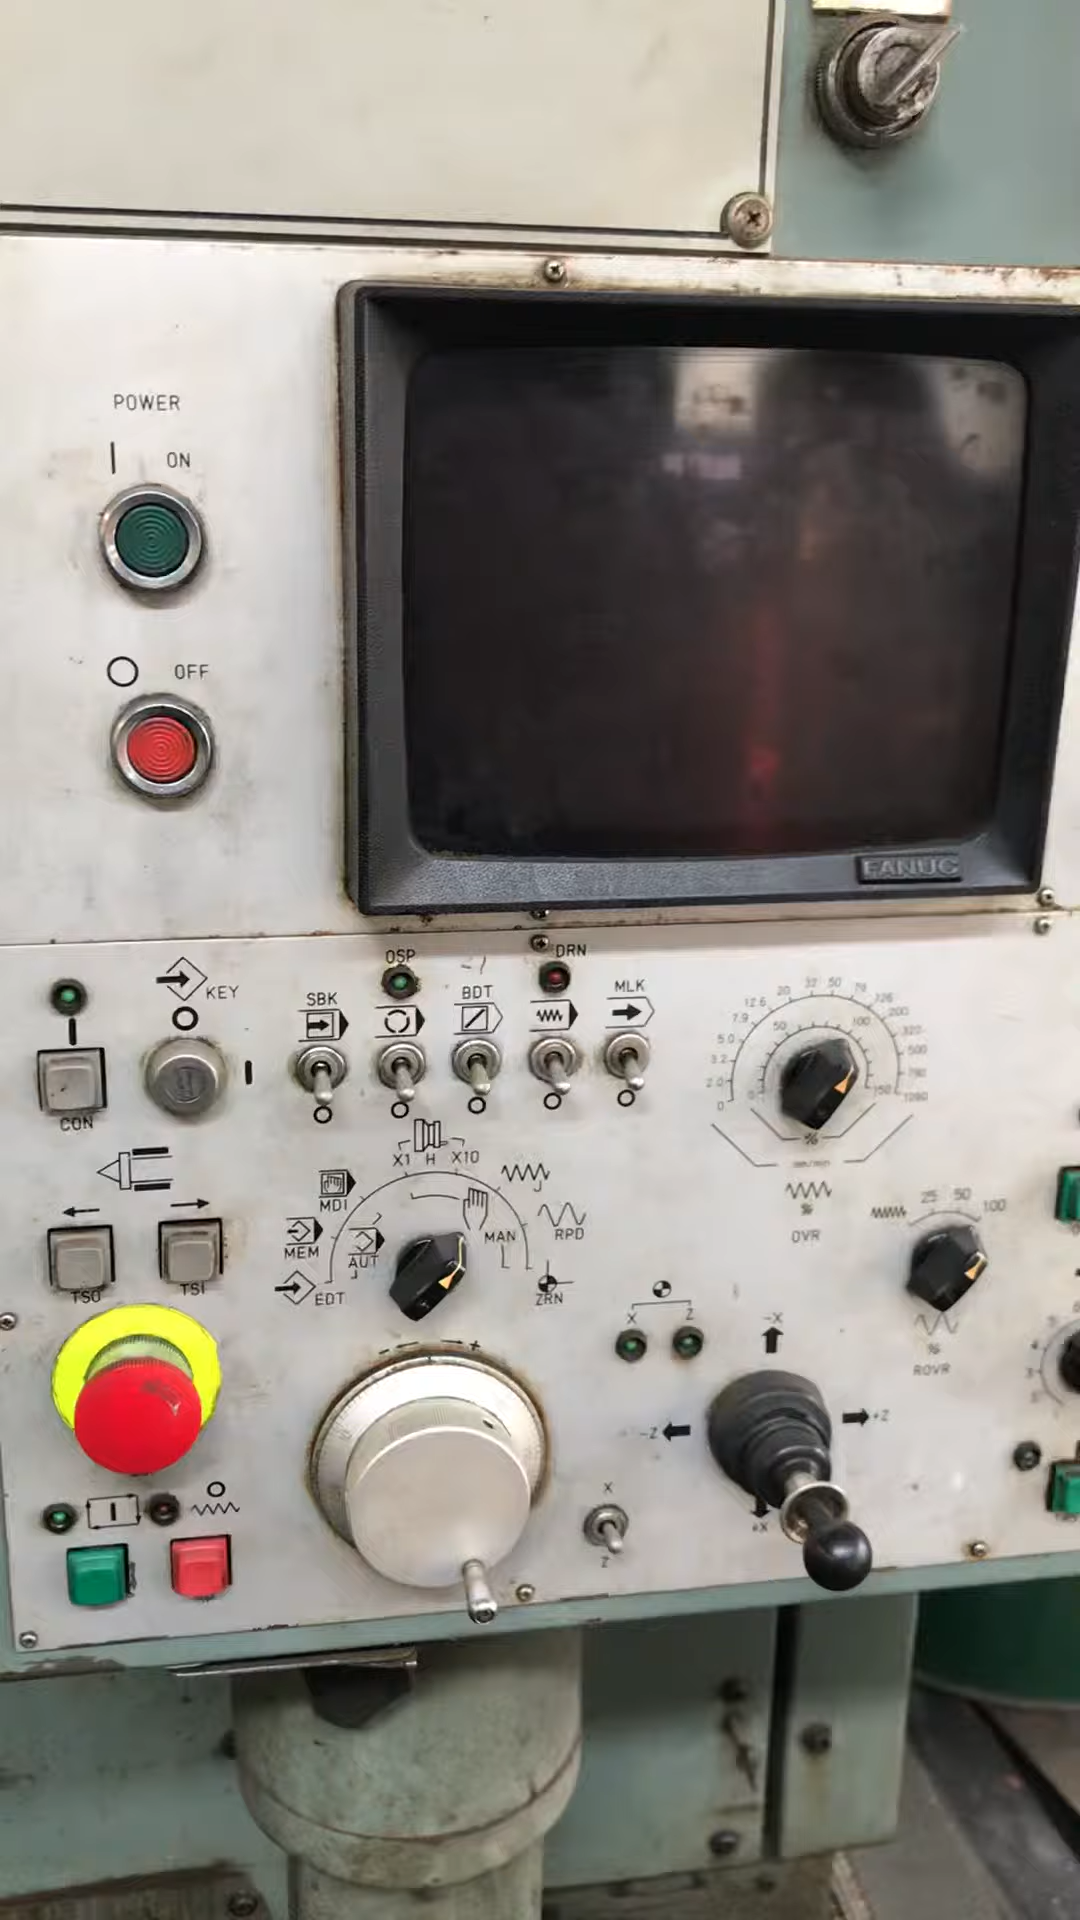 POWER
ON
OFF
FANUC
KEY
OSP
DRN
SBK
BDT
MLK
CON
12.6 20 32 50 79 126
7.9 200
5.0 50 100 320
3.2 500
2.0 790
0 0 150 1260
%
X1 H X10
MDI
MEM
AUT
EDT
MAN
RPD
ZRN
%
OVR
25 50 100
%
ROVR
TSO
TSI
- +
X Z
-X
-Z
+Z
+X
X
Z